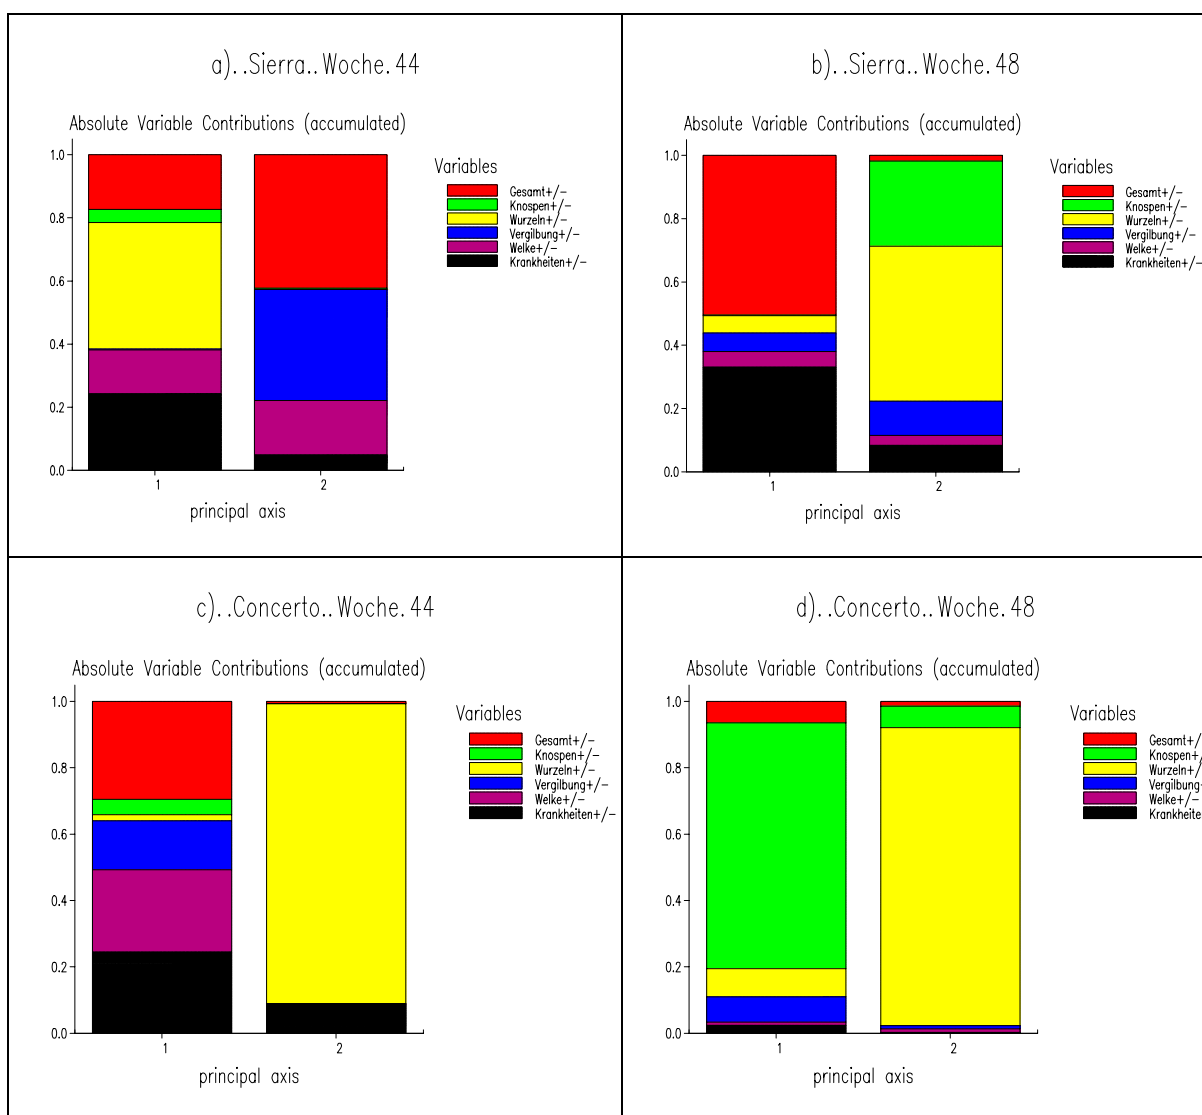 a)..Sierra..Woche.44
Absolute Variable Contributions (accumulated)
1.0
0.8
0.6
0.4
0.2
0.0
1
2
principal axis
Variables
Gesamt+/-
Knospen+/-
Wurzeln+/-
Vergilbung+/-
Welke+/-
Krankheiten+/-
b)..Sierra..Woche.48
Absolute Variable Contributions (accumulated)
1.0
0.8
0.6
0.4
0.2
0.0
1
2
principal axis
Variables
Gesamt+/-
Knospen+/-
Wurzeln+/-
Vergilbung+/-
Welke+/-
Krankheiten+/-
c)..Concerto..Woche.44
Absolute Variable Contributions (accumulated)
1.0
0.8
0.6
0.4
0.2
0.0
1
2
principal axis
Variables
Gesamt+/-
Knospen+/-
Wurzeln+/-
Vergilbung+/-
Welke+/-
Krankheiten+/-
d)..Concerto..Woche.48
Absolute Variable Contributions (accumulated)
1.0
0.8
0.6
0.4
0.2
0.0
1
2
principal axis
Variables
Gesamt+/
Knospen+/
Wurzeln+/
Vergilbung+
Welke+/-
Krankheite